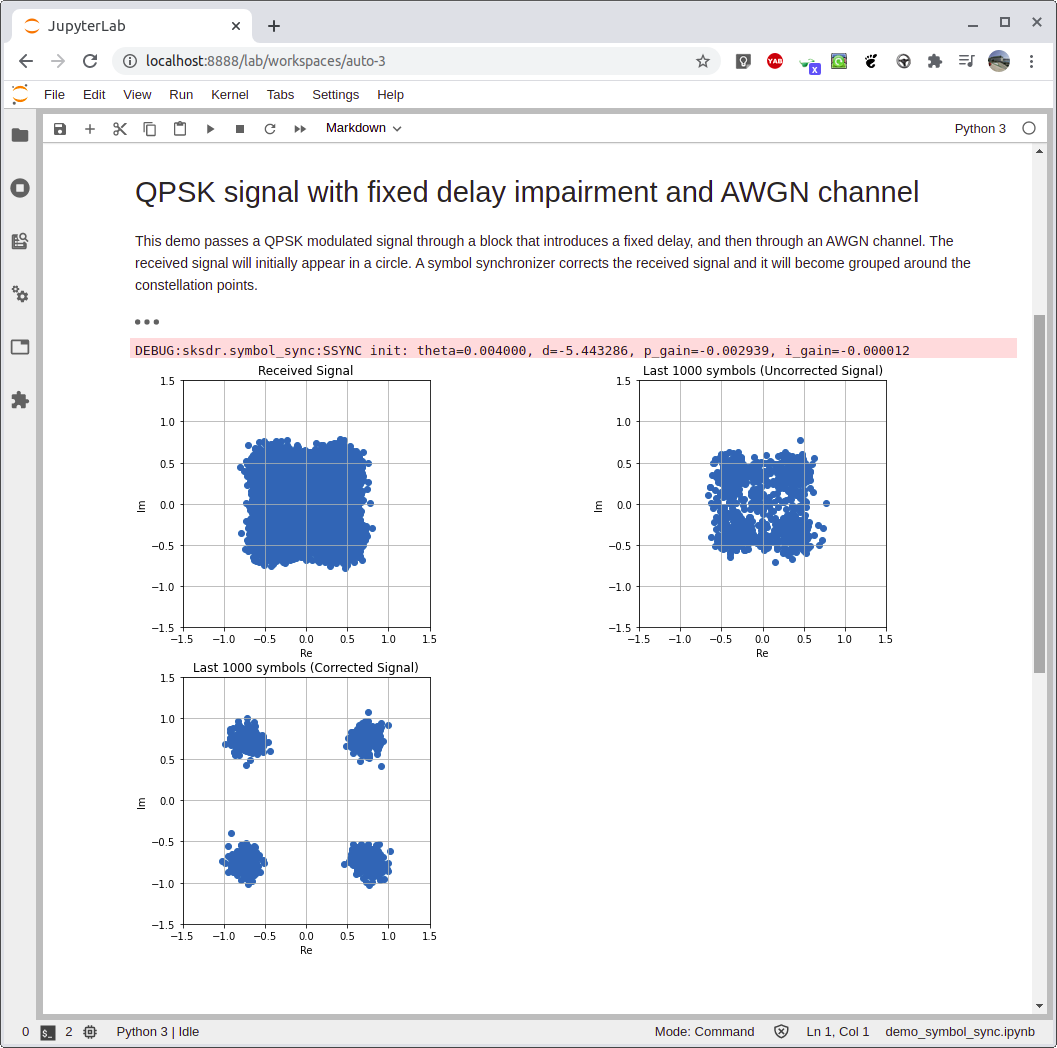 JupyterLab
localhost:8888/lab/workspaces/auto-3
YAB
X
File Edit View Run Kernel Tabs Settings Help
Markdown
Python 3
QPSK signal with fixed delay impairment and AWGN channel
This demo passes a QPSK modulated signal through a block that introduces a fixed delay, and then through an AWGN channel. The
received signal will initially appear in a circle. A symbol synchronizer corrects the received signal and it will become grouped around the
constellation points.
DEBUG:sksdr.symbol_sync:SSYNC init: theta=0.004000, d=-5.443286, p_gain=-0.002939, i_gain=-0.000012
Received Signal
1.5
1.0
0.5
0.0
−0.5
−1.0
−1.5
Im
−1.5 −1.0 −0.5 0.0 0.5 1.0 1.5
Re
Last 1000 symbols (Uncorrected Signal)
1.5
1.0
0.5
0.0
−0.5
−1.0
−1.5
Im
−1.5 −1.0 −0.5 0.0 0.5 1.0 1.5
Re
Last 1000 symbols (Corrected Signal)
1.5
1.0
0.5
0.0
−0.5
−1.0
−1.5
Im
−1.5 −1.0 −0.5 0.0 0.5 1.0 1.5
Re
0 $_ 2 Python 3 | Idle
Mode: Command Ln 1, Col 1 demo_symbol_sync.ipynb